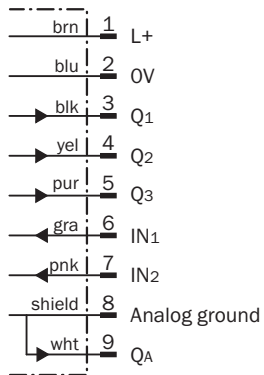 brn 1 L+
blu 2 0V
blk 3 Q1
yel 4 Q2
pur 5 Q3
gra 6 IN1
pnk 7 IN2
shield 8 Analog ground
wht 9 QA